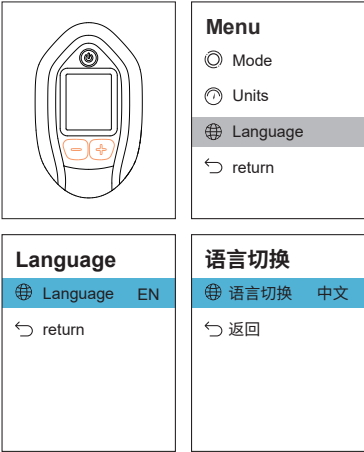 Menu
Mode
Units
Language
return
Language
Language EN
return
语言切换
语言切换 中文
返回